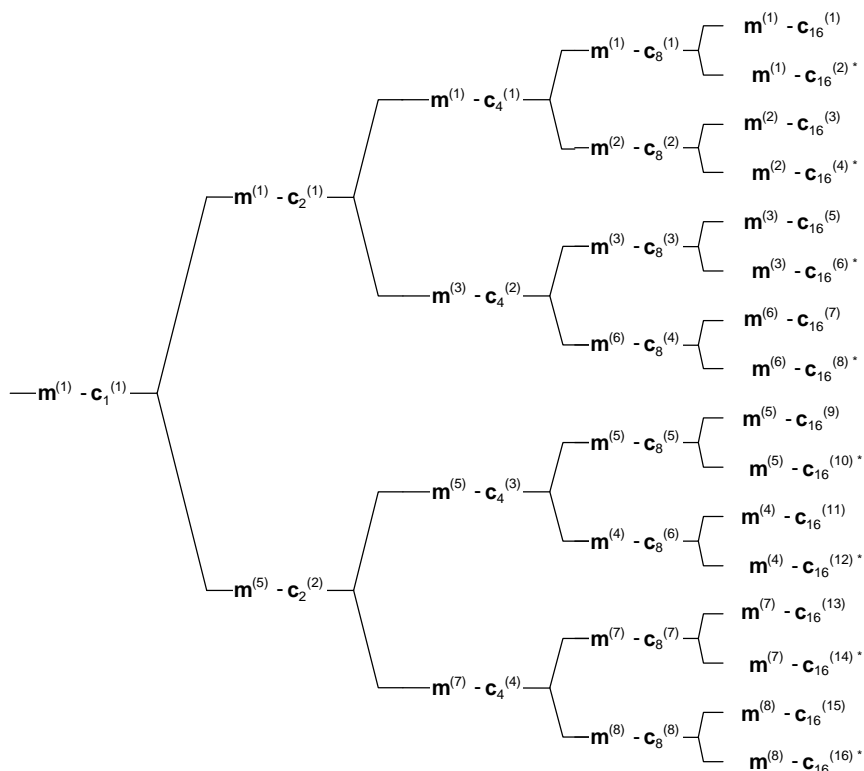 m(1) - c16(1)
m(1) - c8(1)
m(1) - c16(2) *
m(1) - c4(1)
m(2) - c16(3)
m(2) - c8(2)
m(2) - c16(4) *
m(1) - c2(1)
m(3) - c16(5)
m(3) - c8(3)
m(3) - c16(6) *
m(3) - c4(2)
m(6) - c16(7)
m(6) - c8(4)
m(6) - c16(8) *
m(1) - c1(1)
m(5) - c16(9)
m(5) - c8(5)
m(5) - c16(10) *
m(5) - c4(3)
m(4) - c16(11)
m(4) - c8(6)
m(4) - c16(12) *
m(5) - c2(2)
m(7) - c16(13)
m(7) - c8(7)
m(7) - c16(14) *
m(7) - c4(4)
m(8) - c16(15)
m(8) - c8(8)
m(8) - c16(16) *